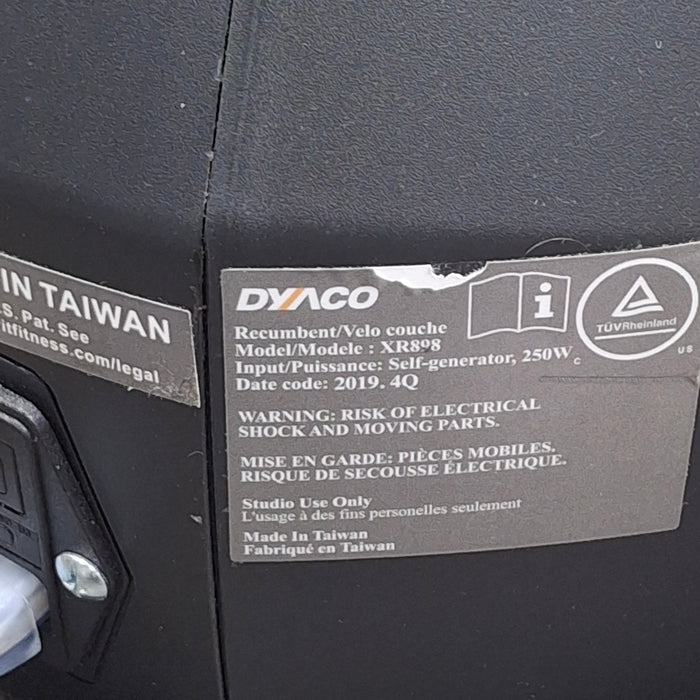 IN TAIWAN
.S. Pat. See
itfitness.com/legal
DYACO
i
TÜVRheinland
C US
Recumbent/Velo couche
Model/Modele : XR898
Input/Puissance: Self-generator, 250W
Date code: 2019. 4Q
WARNING: RISK OF ELECTRICAL
SHOCK AND MOVING PARTS.
MISE EN GARDE: PIÈCES MOBILES.
RISQUE DE SECOUSSE ÉLECTRIQUE.
Studio Use Only
L'usage à des fins personelles seulement
Made In Taiwan
Fabriqué en Taiwan